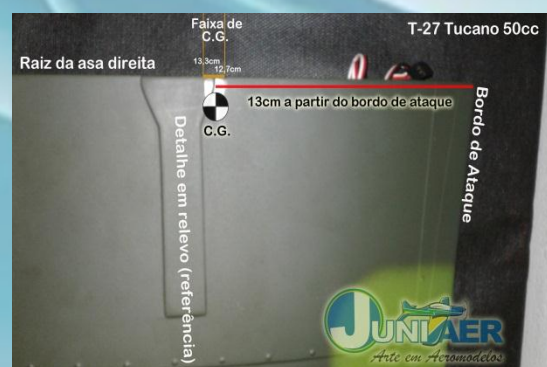 Faixa de
C.G.
T-27 Tucano 50cc
Raiz da asa direita
13,3cm
12,7cm
13cm a partir do bordo de ataque
C.G.
Bordo de Ataque
Detalhe em relevo (referência)
JUNIAER
Arte em Aeromodelos